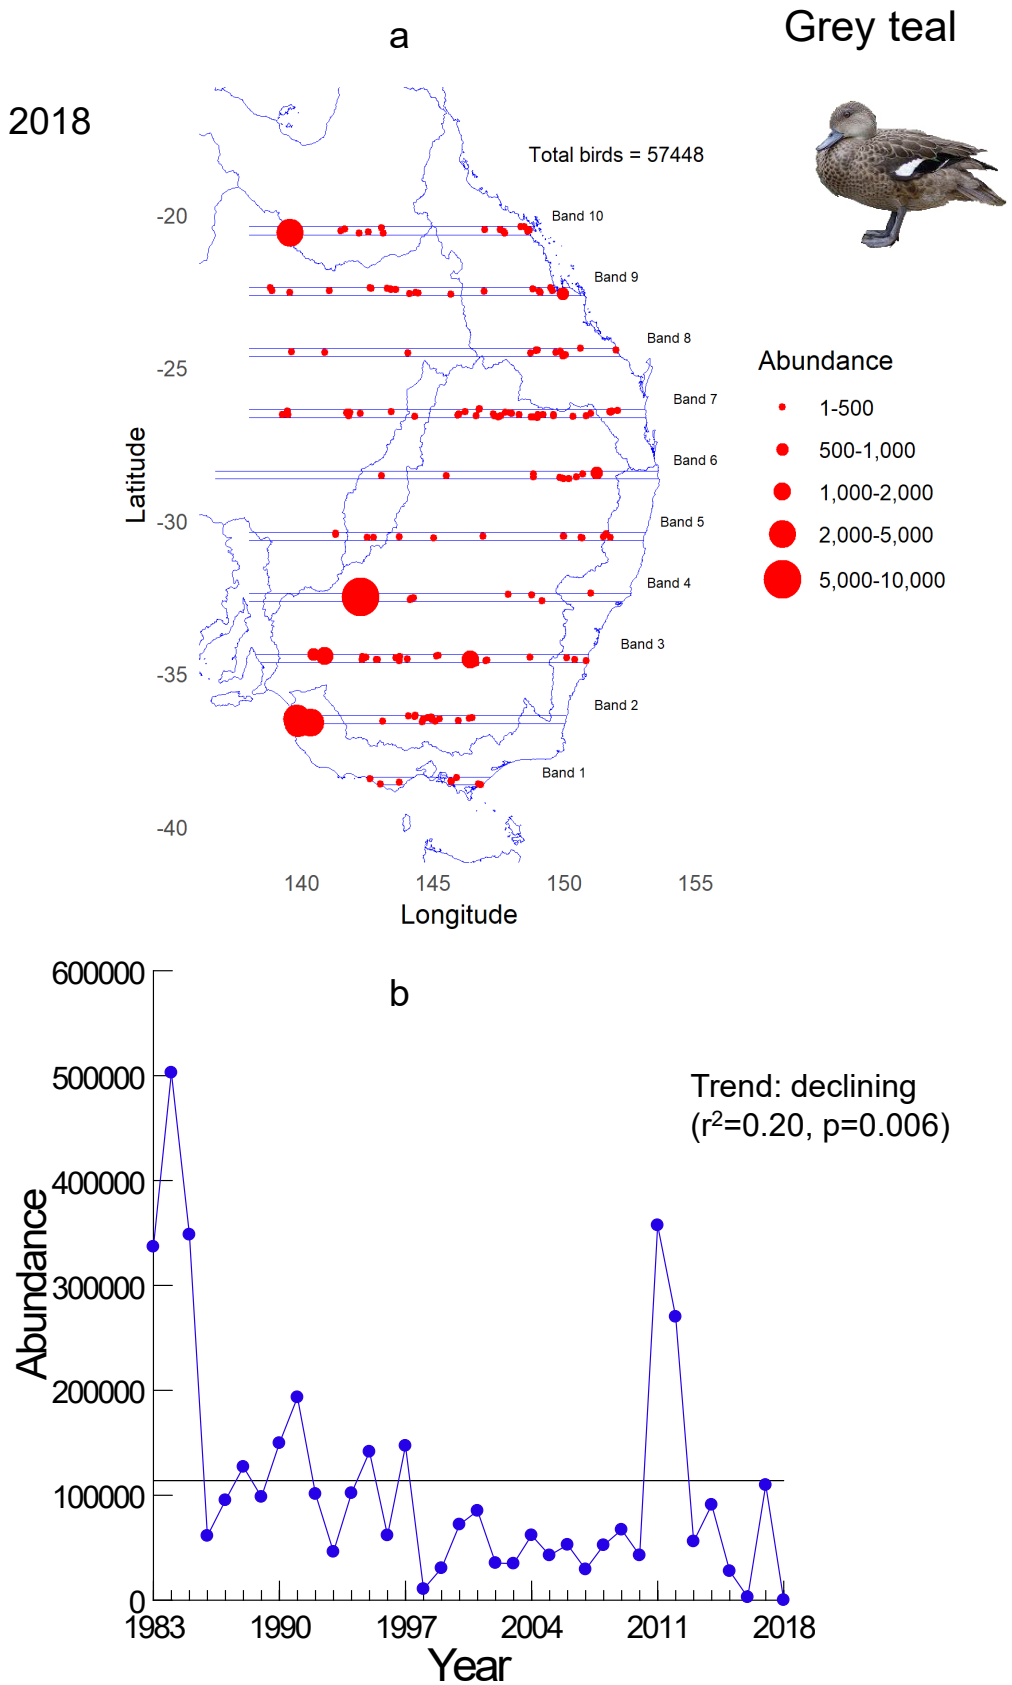 Grey teal
a
2018
Total birds = 57448
-20
Band 10
Band 9
Band 8
-25
Band 7
Band 6
-30
Band 5
Band 4
Band 3
-35
Band 2
Band 1
-40
Latitude
140 145 150 155
Longitude
Abundance
1-500
500-1,000
1,000-2,000
2,000-5,000
5,000-10,000
b
Trend: declining
(r²=0.20, p=0.006)
600000
500000
400000
300000
200000
100000
0
Abundance
1983 1990 1997 2004 2011 2018
Year